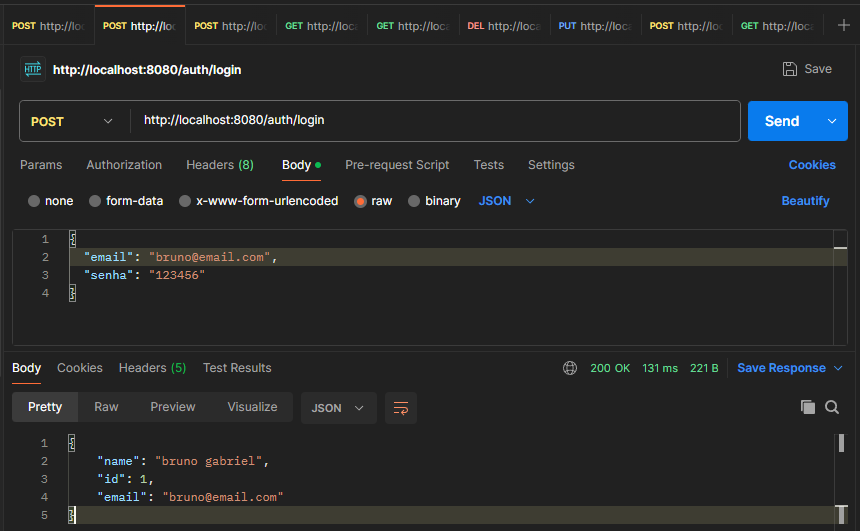 POST http://loc POST http://loc POST http://loc GET http://loca GET http://loca DEL http://loca PUT http://loca POST http://loc GET http://loca
HTTP http://localhost:8080/auth/login Save
POST http://localhost:8080/auth/login Send
Params Authorization Headers (8) Body Pre-request Script Tests Settings Cookies
none form-data x-www-form-urlencoded raw binary JSON Beautify
1 {
2 "email": "bruno@email.com",
3 "senha": "123456"
4 }
Body Cookies Headers (5) Test Results 200 OK 131 ms 221 B Save Response
Pretty Raw Preview Visualize JSON
1 {
2 "name": "bruno gabriel",
3 "id": 1,
4 "email": "bruno@email.com"
5 }